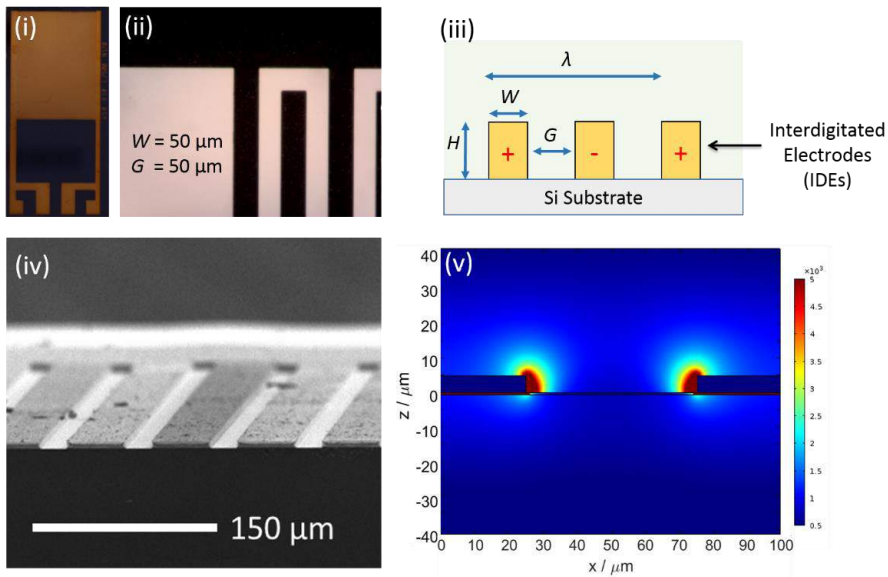 (i)
(ii)
W = 50 μm
G = 50 μm
(iii)
λ
W
H
G
+
-
+
Si Substrate
Interdigitated
Electrodes
(IDEs)
(iv)
150 μm
(v)
×10³
5
4.5
4
3.5
3
2.5
2
1.5
1
0.5
40
30
20
10
0
-10
-20
-30
-40
z / μm
0 10 20 30 40 50 60 70 80 90 100
x / μm